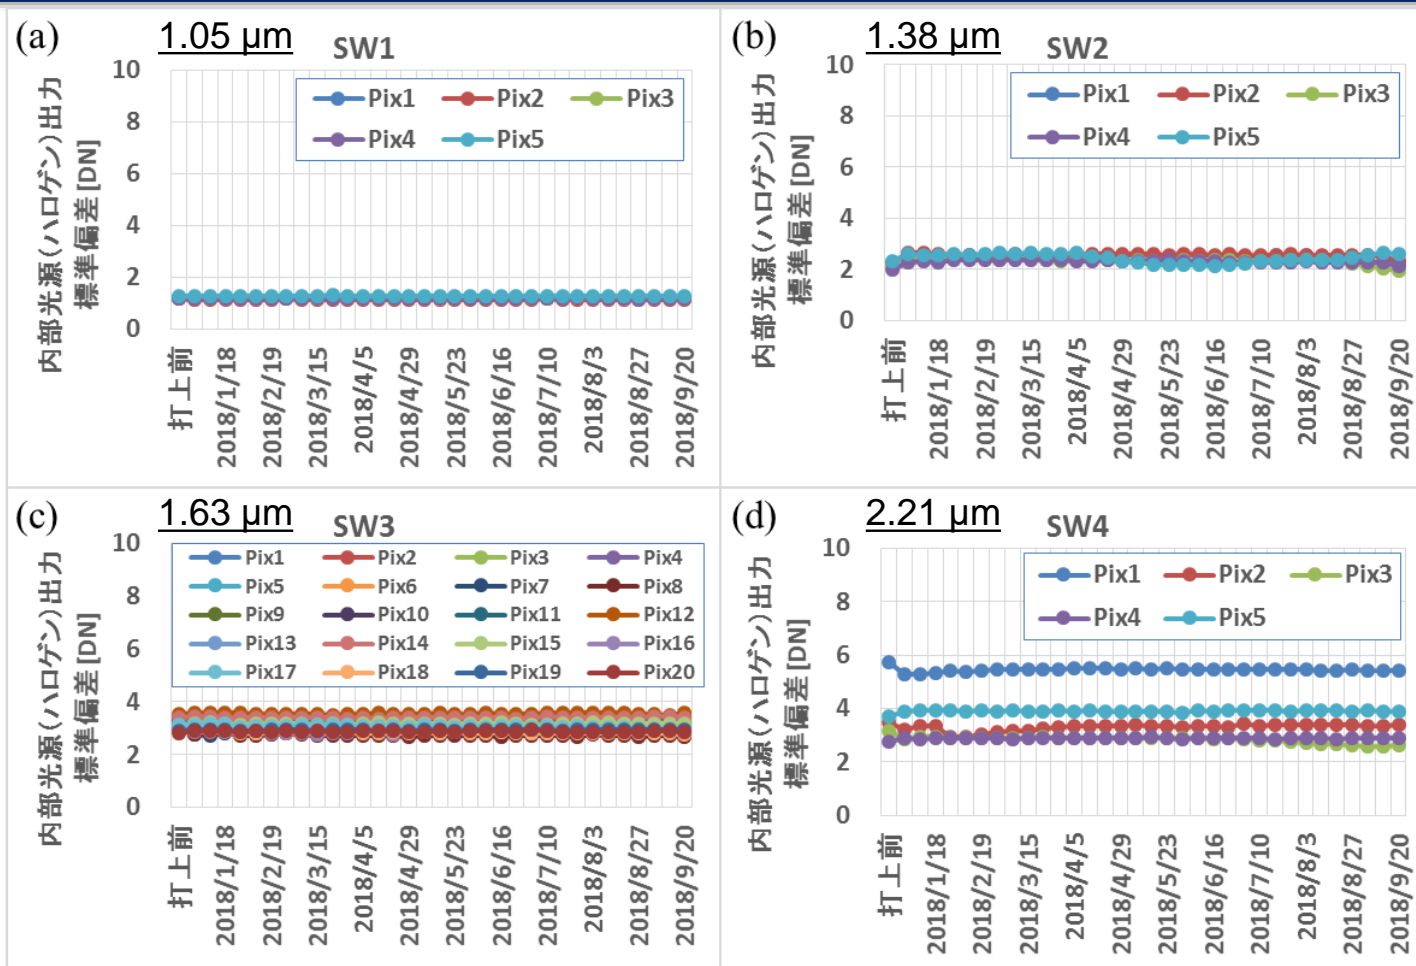 (a) 1.05 µm SW1
内部光源(ハロゲン)出力
標準偏差[DN]
10
8
6
4
2
0
Pix1 Pix2 Pix3
Pix4 Pix5
打上前 2018/1/18 2018/2/19 2018/3/15 2018/4/5 2018/4/29 2018/5/23 2018/6/16 2018/7/10 2018/8/3 2018/8/27 2018/9/20
(b) 1.38 µm SW2
内部光源(ハロゲン)出力
標準偏差[DN]
10
8
6
4
2
0
Pix1 Pix2 Pix3
Pix4 Pix5
打上前 2018/1/18 2018/2/19 2018/3/15 2018/4/5 2018/4/29 2018/5/23 2018/6/16 2018/7/10 2018/8/3 2018/8/27 2018/9/20
(c) 1.63 µm SW3
内部光源(ハロゲン)出力
標準偏差[DN]
10
8
6
4
2
0
Pix1 Pix2 Pix3 Pix4
Pix5 Pix6 Pix7 Pix8
Pix9 Pix10 Pix11 Pix12
Pix13 Pix14 Pix15 Pix16
Pix17 Pix18 Pix19 Pix20
打上前 2018/1/18 2018/2/19 2018/3/15 2018/4/5 2018/4/29 2018/5/23 2018/6/16 2018/7/10 2018/8/3 2018/8/27 2018/9/20
(d) 2.21 µm SW4
内部光源(ハロゲン)出力
標準偏差[DN]
10
8
6
4
2
0
Pix1 Pix2 Pix3
Pix4 Pix5
打上前 2018/1/18 2018/2/19 2018/3/15 2018/4/5 2018/4/29 2018/5/23 2018/6/16 2018/7/10 2018/8/3 2018/8/27 2018/9/20